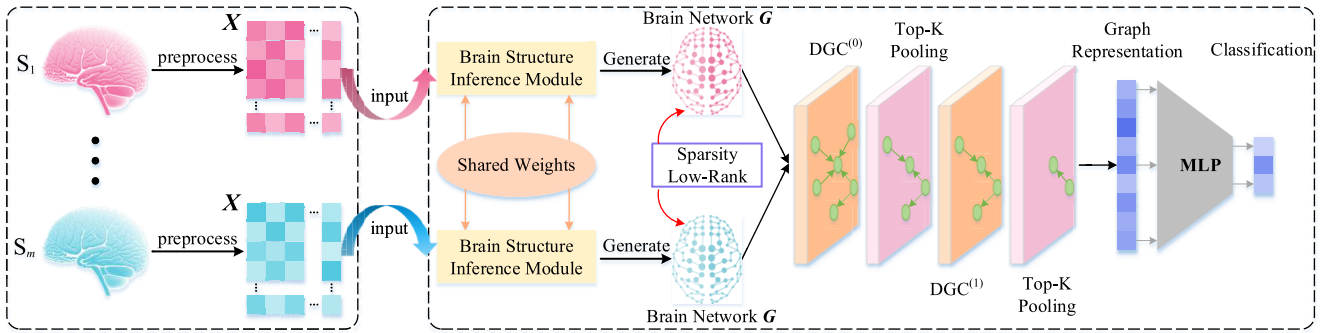 S1
preprocess
X
...
...
input
Brain Structure
Inference Module
Generate
Brain Network G
Shared Weights
Sparsity
Low-Rank
Sm
preprocess
X
...
...
input
Brain Structure
Inference Module
Generate
Brain Network G
DGC(0)
Top-K
Pooling
DGC(1)
Top-K
Pooling
Graph
Representation
MLP
Classification